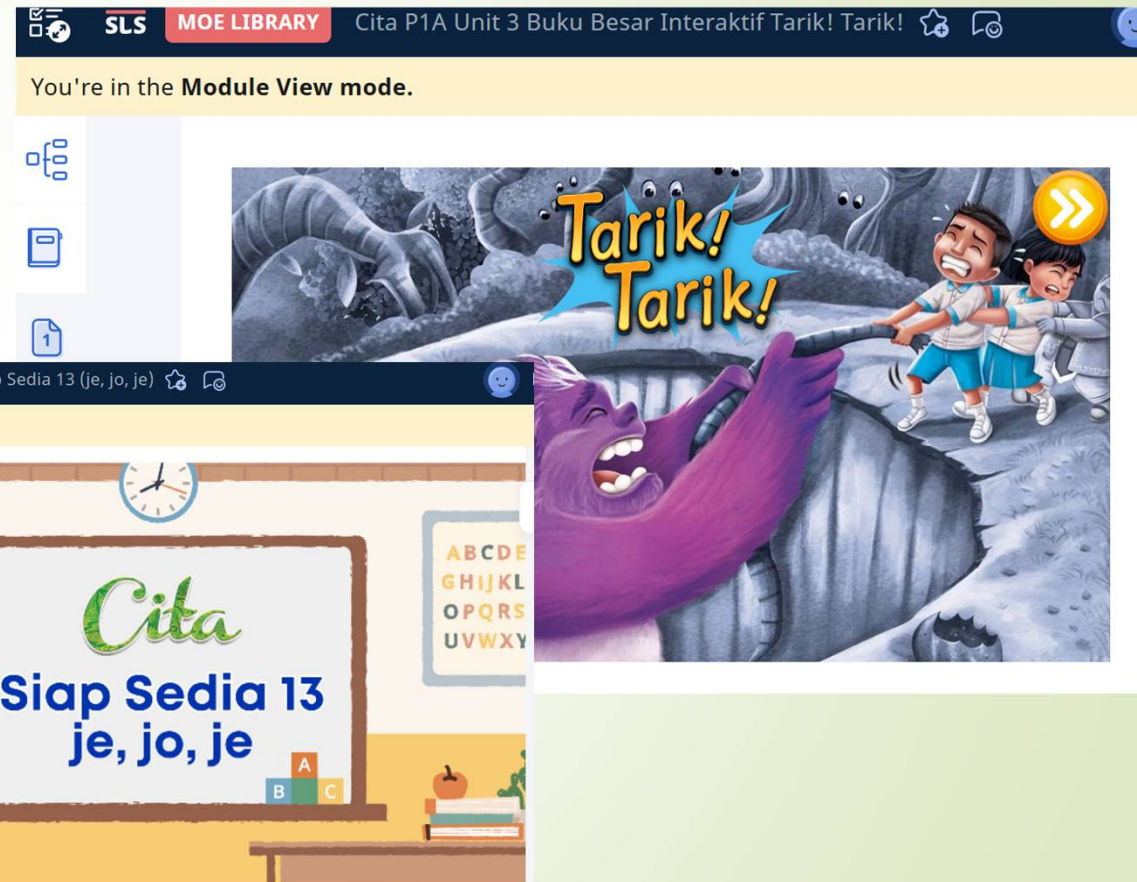 SLS MOE LIBRARY Cita P1A Unit 3 Buku Besar Interaktif Tarik! Tarik!
You're in the Module View mode.
1
Tarik!
Tarik!
Sedia 13 (je, jo, je)
ABCDE
GHIJKL
OPQRS
UVWXY
Cita
Siap Sedia 13
je, jo, je
A
B C